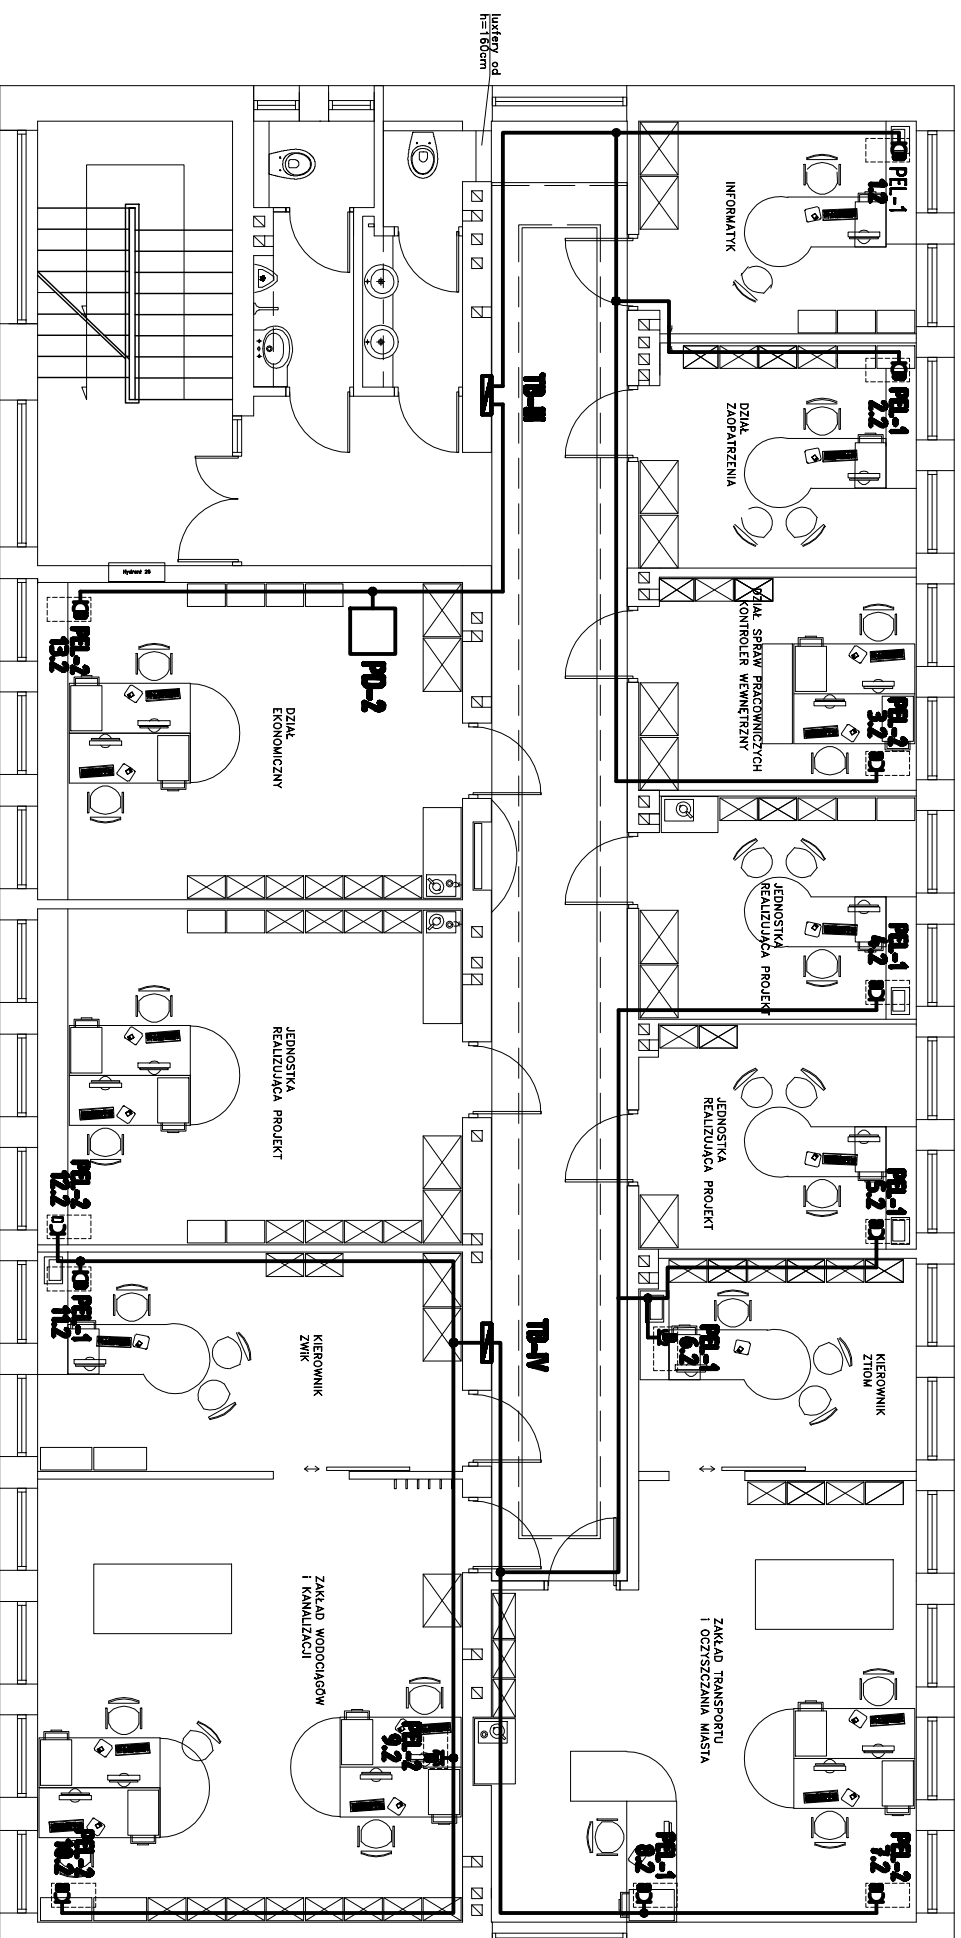 luxfery od
h=160cm
PEL-1
1.2
INFORMATYK
TB-III
PEL-1
2.2
DZIAŁ
ZAOPATRZENIA
Hydrant 25
PEL-2
13.2
PD-2
DZIAŁ
EKONOMICZNY
DZIAŁ SPRAW PRACOWNICZYCH
KONTROLER WEWNĘTRZNY
PEL-2
3.2
JEDNOSTKA
REALIZUJĄCA PROJEKT
PEL-1
4.2
JEDNOSTKA
REALIZUJĄCA PROJEKT
JEDNOSTKA
REALIZUJĄCA PROJEKT
PEL-1
5.2
PEL-2
12.2
PEL-1
11.2
KIEROWNIK
ZWiK
TB-IV
PEL-1
6.2
KIEROWNIK
ZTiOM
ZAKŁAD WODOCIĄGÓW
i KANALIZACJI
ZAKŁAD TRANSPORTU
i OCZYSZCZANIA MIASTA
PEL-2
9.2
PEL-2
10.2
PEL-1
8.2
PEL-2
7.2